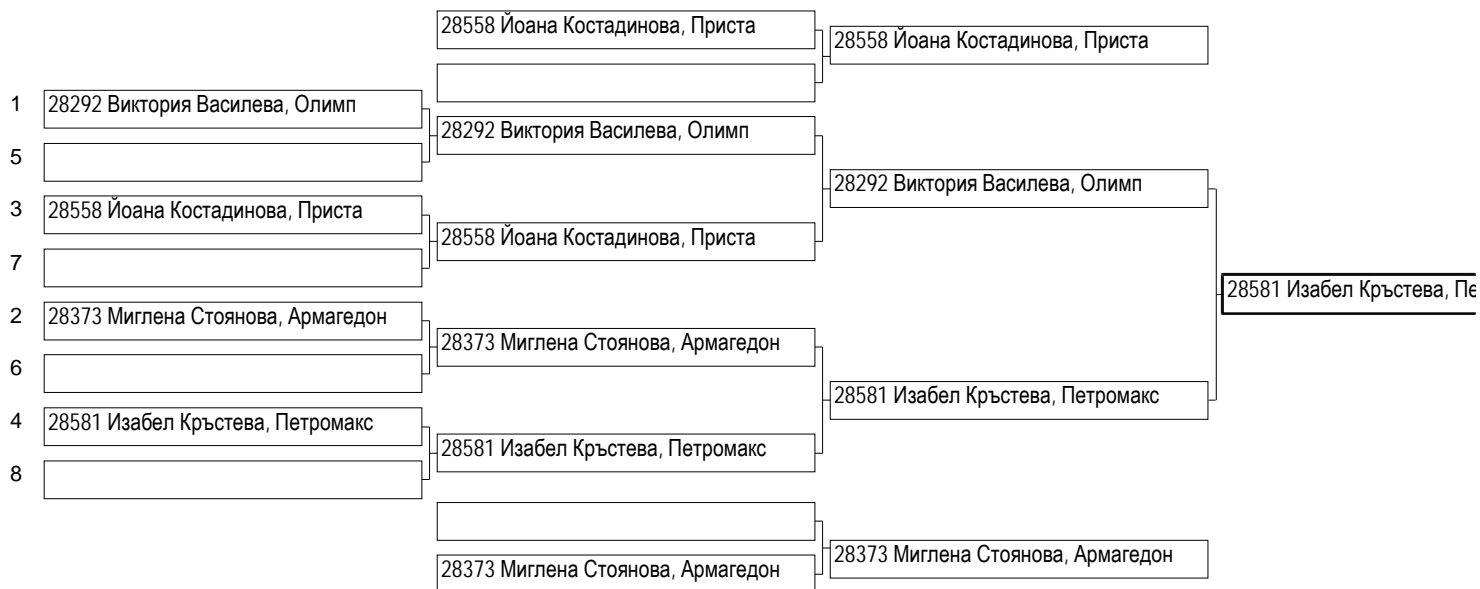 28558 Йоана Костадинова, Приста
28558 Йоана Костадинова, Приста
1 28292 Виктория Василева, Олимп
28292 Виктория Василева, Олимп
5
28292 Виктория Василева, Олимп
3 28558 Йоана Костадинова, Приста
28558 Йоана Костадинова, Приста
7
28581 Изабел Кръстева, Пе
2 28373 Миглена Стоянова, Армагедон
28373 Миглена Стоянова, Армагедон
6
28581 Изабел Кръстева, Петромакс
4 28581 Изабел Кръстева, Петромакс
28581 Изабел Кръстева, Петромакс
8
28373 Миглена Стоянова, Армагедон
28373 Миглена Стоянова, Армагедон